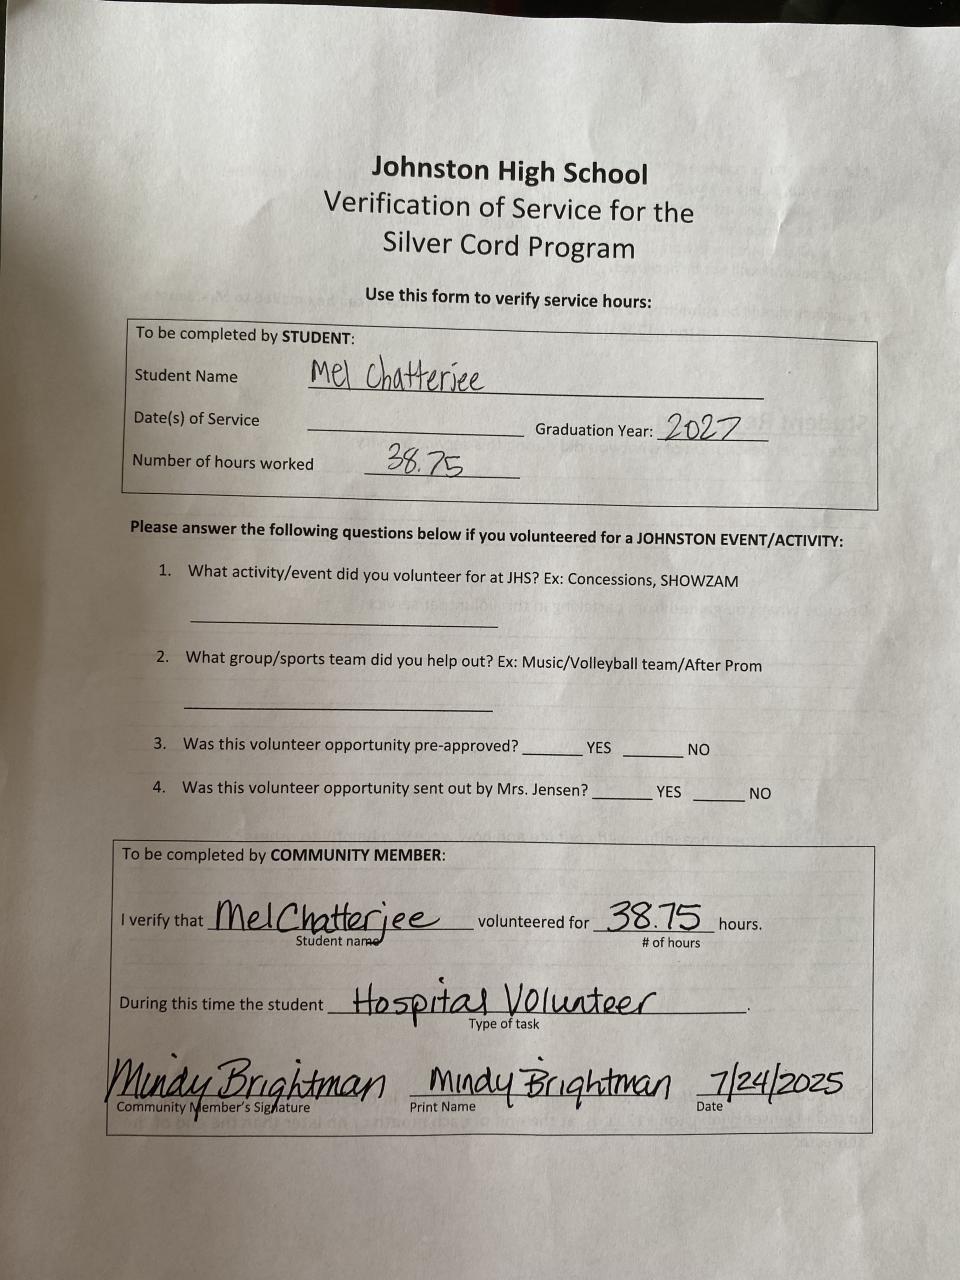 Johnston High School
Verification of Service for the
Silver Cord Program
Use this form to verify service hours:
To be completed by STUDENT:
Student Name Mel Chatterjee
Date(s) of Service Graduation Year: 2027
Number of hours worked 38.75
Please answer the following questions below if you volunteered for a JOHNSTON EVENT/ACTIVITY:
1. What activity/event did you volunteer for at JHS? Ex: Concessions, SHOWZAM
2. What group/sports team did you help out? Ex: Music/Volleyball team/After Prom
3. Was this volunteer opportunity pre-approved? ______ YES ______ NO
4. Was this volunteer opportunity sent out by Mrs. Jensen? ______ YES _____ NO
To be completed by COMMUNITY MEMBER:
I verify that Mel Chatterjee volunteered for 38.75 hours.
Student name # of hours
During this time the student Hospital Volunteer.
Type of task
Mindy Brightman Mindy Brightman 7/24/2025
Community Member's Signature Print Name Date